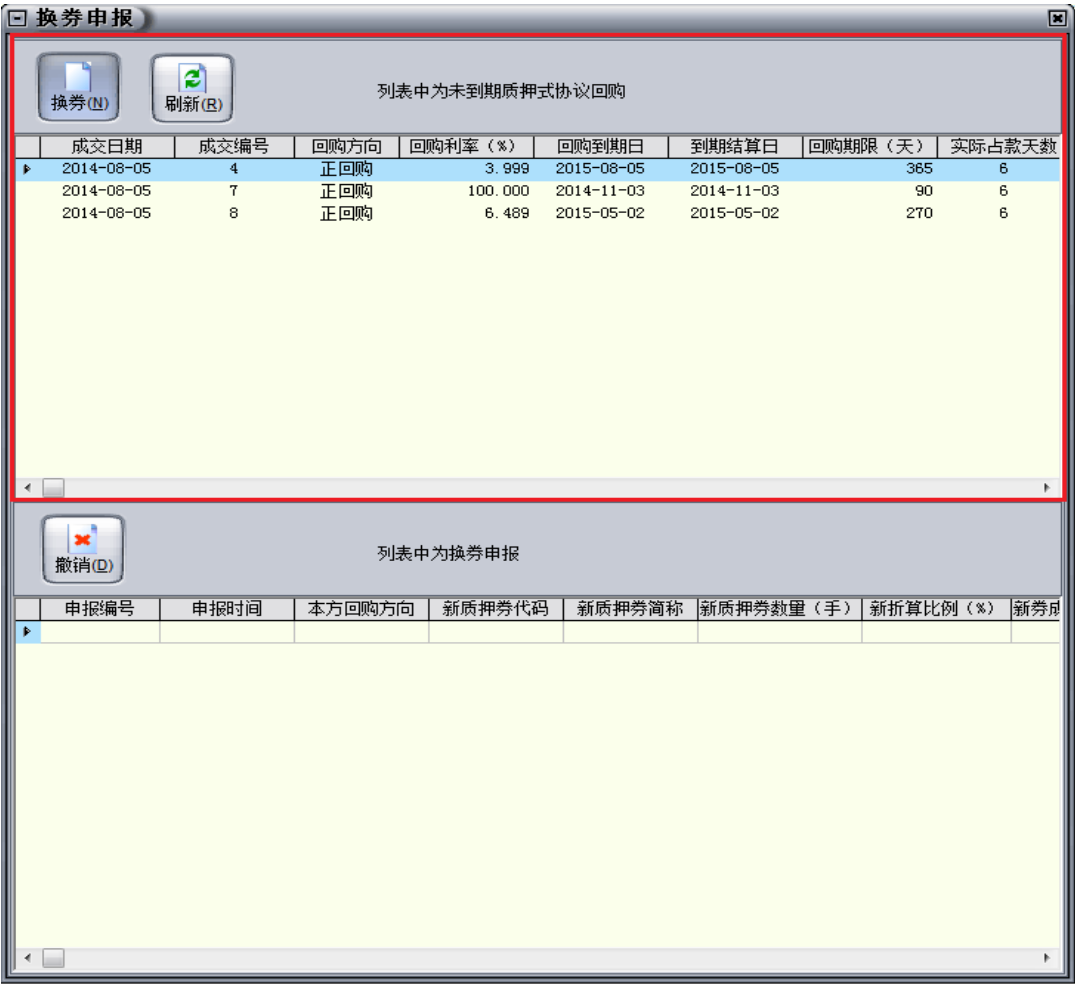 换券申报
换券(N) 刷新(R) 列表中为未到期质押式协议回购
成交日期 成交编号 回购方向 回购利率(%) 回购到期日 到期结算日 回购期限(天) 实际占款天数
2014-08-05 4 正回购 3.999 2015-08-05 2015-08-05 365 6
2014-08-05 7 正回购 100.000 2014-11-03 2014-11-03 90 6
2014-08-05 8 正回购 6.489 2015-05-02 2015-05-02 270 6
撤销(D) 列表中为换券申报
申报编号 申报时间 本方回购方向 新质押券代码 新质押券简称 新质押券数量(手) 新折算比例(%) 新券成